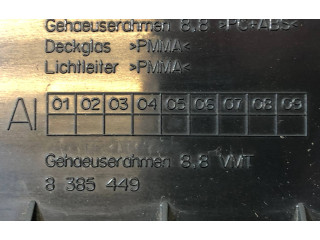 Gehaeuserahmen 8,8 >PC+ABS<
Deckglas >PMMA<
Lichtleiter >PMMA<
AI 01 02 03 04 05 06 07 08 09
Gehaeuserahmen 8,8 VMT
8 385 449